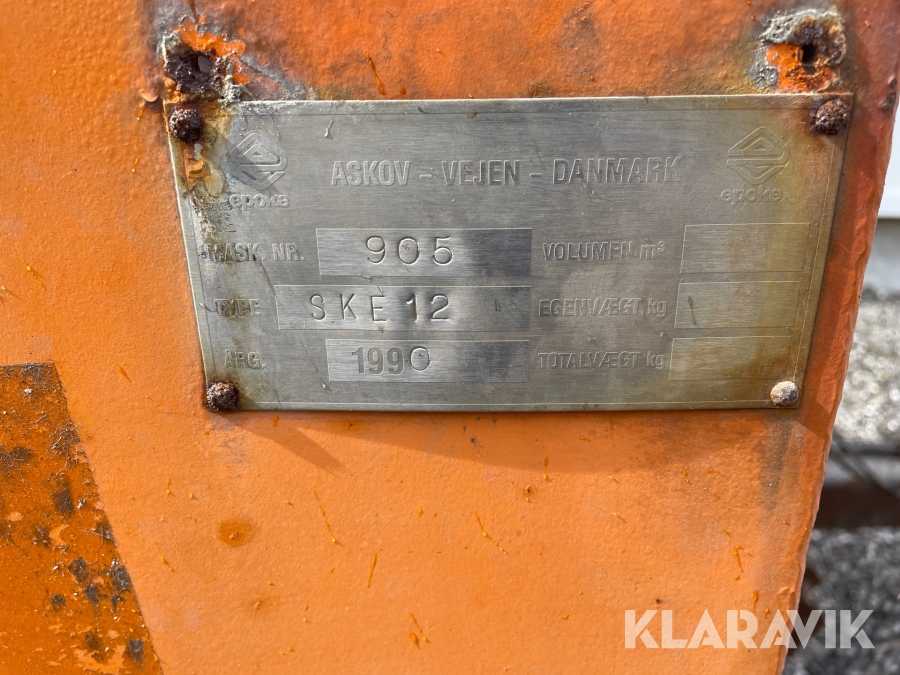 ASKOV - VEJEN - DANMARK
epoke epoke
MASK. NR. 905 VOLUMEN m³
TYPE SKE 12 EGENVÆGT kg
ÅRG. 1990 TOTALVÆGT kg
KLARAVIK